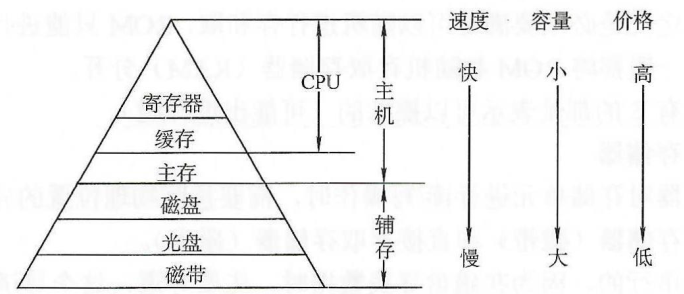 速度 容量 价格
快 小 高
CPU
主机
寄存器
缓存
主存
磁盘
光盘
磁带
辅存
慢 大 低